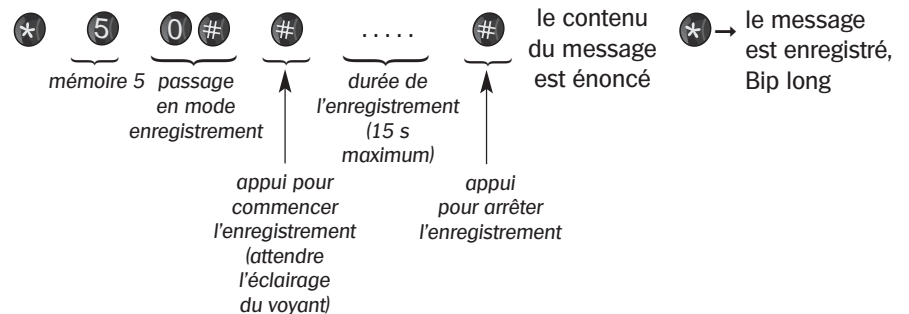 * 5 0 # # ..... #
le contenu
du message
est énoncé
* → le message
est enregistré,
Bip long
mémoire 5
passage
en mode
enregistrement
durée de
l'enregistrement
(15 s
maximum)
appui pour
commencer
l'enregistrement
(attendre
l'éclairage
du voyant)
appui
pour arrêter
l'enregistrement